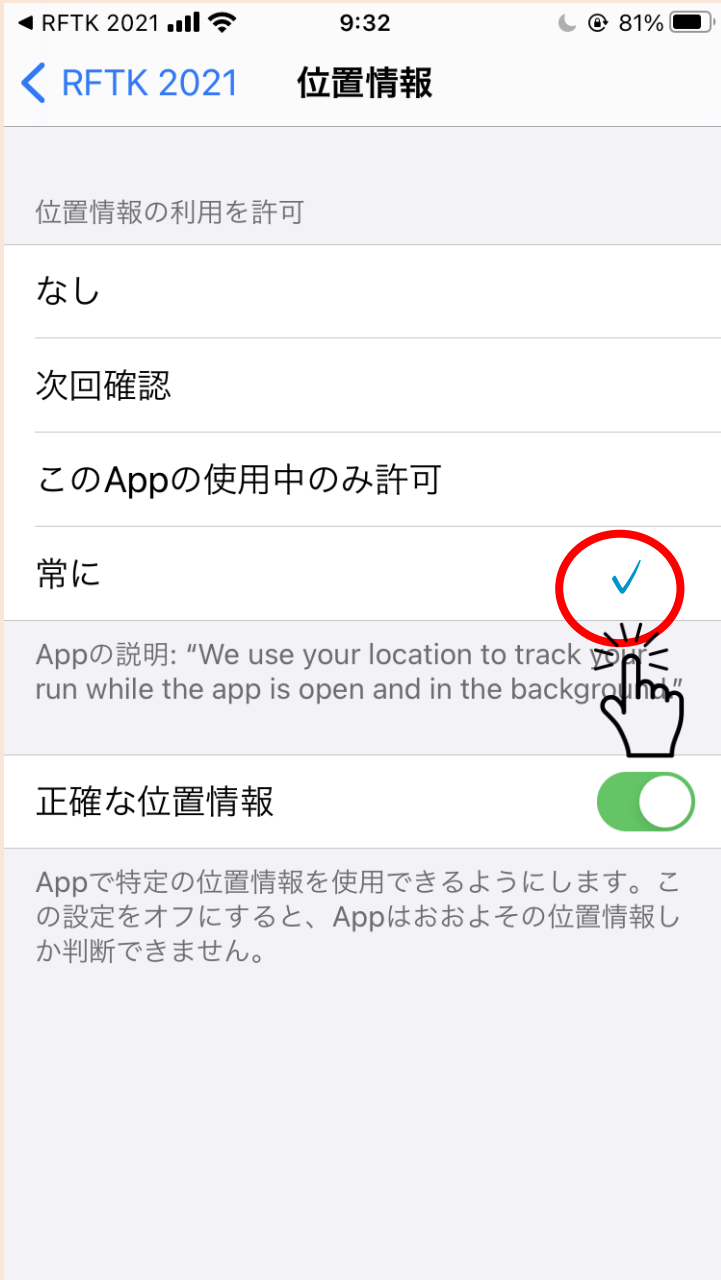 ◀ RFTK 2021 9:32 81%
RFTK 2021 位置情報
位置情報の利用を許可
なし
次回確認
このAppの使用中のみ許可
常に
Appの説明: “We use your location to track your
run while the app is open and in the background.”
正確な位置情報
Appで特定の位置情報を使用できるようにします。こ
の設定をオフにすると、Appはおおよその位置情報し
か判断できません。